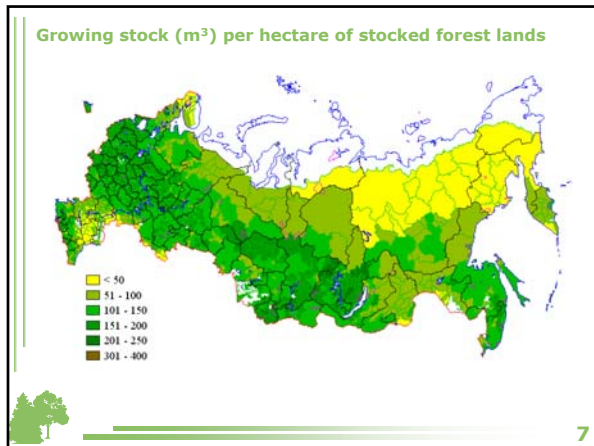 Growing stock (m³) per hectare of stocked forest lands
< 50
51 - 100
101 - 150
151 - 200
201 - 250
301 - 400
7